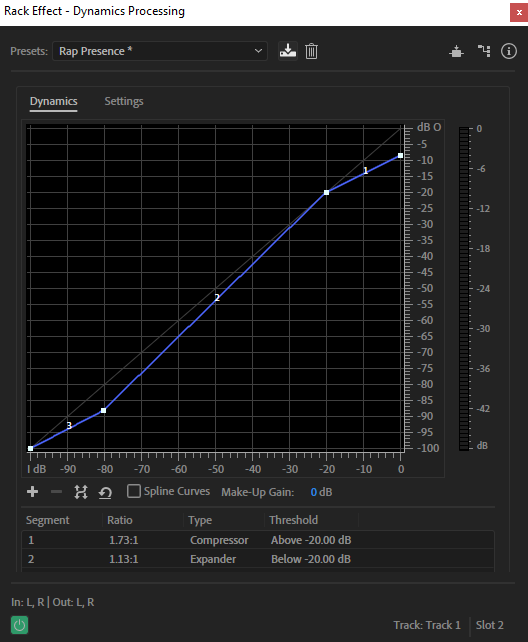 Rack Effect - Dynamics Processing x
Presets: Rap Presence *
Dynamics Settings
dB O 0
-5
-10
-15
-20
-25
-30
-35
-40
-45
-50
-55
-60
-65
-70
-75
-80
-85
-90
-95
-100
-6
-12
-18
-24
-30
-36
-42
dB
1
2
3
I dB -90 -80 -70 -60 -50 -40 -30 -20 -10 0
Spline Curves Make-Up Gain: 0 dB
Segment Ratio Type Threshold
1 1.73:1 Compressor Above -20.00 dB
2 1.13:1 Expander Below -20.00 dB
In: L, R | Out: L, R
Track: Track 1 Slot 2